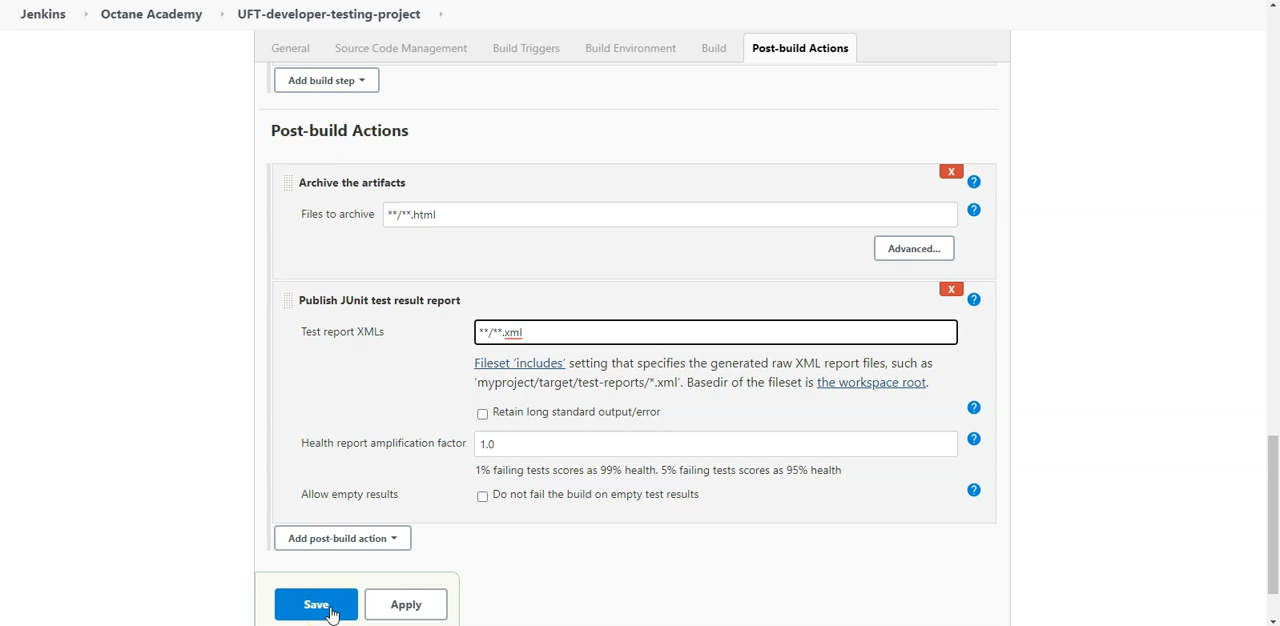 Jenkins Octane Academy UFT-developer-testing-project
General Source Code Management Build Triggers Build Environment Build Post-build Actions
Add build step
Post-build Actions
X
Archive the artifacts ?
Files to archive **/**.html ?
Advanced...
X
Publish JUnit test result report ?
Test report XMLs **/**.xml
Fileset 'includes' setting that specifies the generated raw XML report files, such as
'myproject/target/test-reports/*.xml'. Basedir of the fileset is the workspace root.
Retain long standard output/error ?
Health report amplification factor 1.0 ?
1% failing tests scores as 99% health. 5% failing tests scores as 95% health
Allow empty results Do not fail the build on empty test results ?
Add post-build action
Save Apply